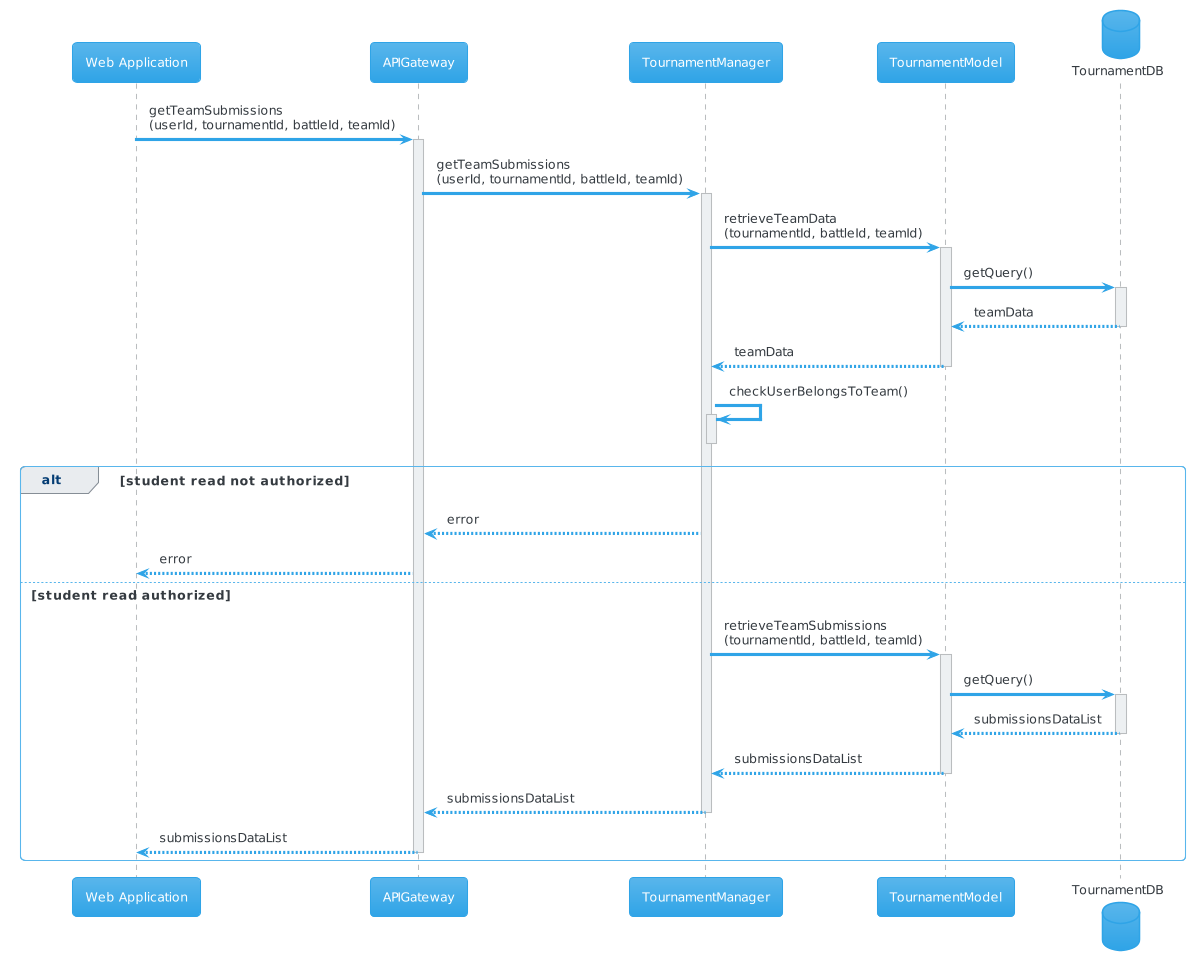 Web Application
APIGateway
TournamentManager
TournamentModel
TournamentDB
getTeamSubmissions
(userId, tournamentId, battleId, teamId)
getTeamSubmissions
(userId, tournamentId, battleId, teamId)
retrieveTeamData
(tournamentId, battleId, teamId)
getQuery()
teamData
teamData
checkUserBelongsToTeam()
alt
[student read not authorized]
error
error
[student read authorized]
retrieveTeamSubmissions
(tournamentId, battleId, teamId)
getQuery()
submissionsDataList
submissionsDataList
submissionsDataList
submissionsDataList
Web Application
APIGateway
TournamentManager
TournamentModel
TournamentDB